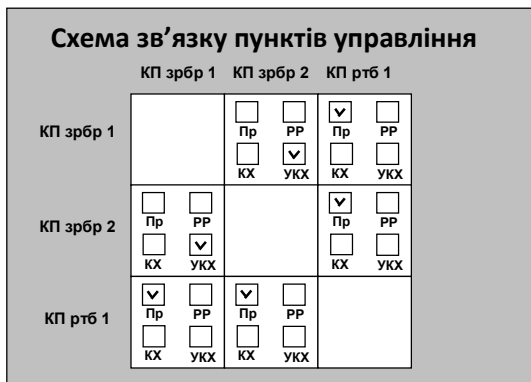 Схема зв’язку пунктів управління
КП зрбр 1 КП зрбр 2 КП ртб 1
КП зрбр 1
Пр РР Пр РР
КХ УКХ КХ УКХ
КП зрбр 2
Пр РР Пр РР
КХ УКХ КХ УКХ
КП ртб 1
Пр РР Пр РР
КХ УКХ КХ УКХ